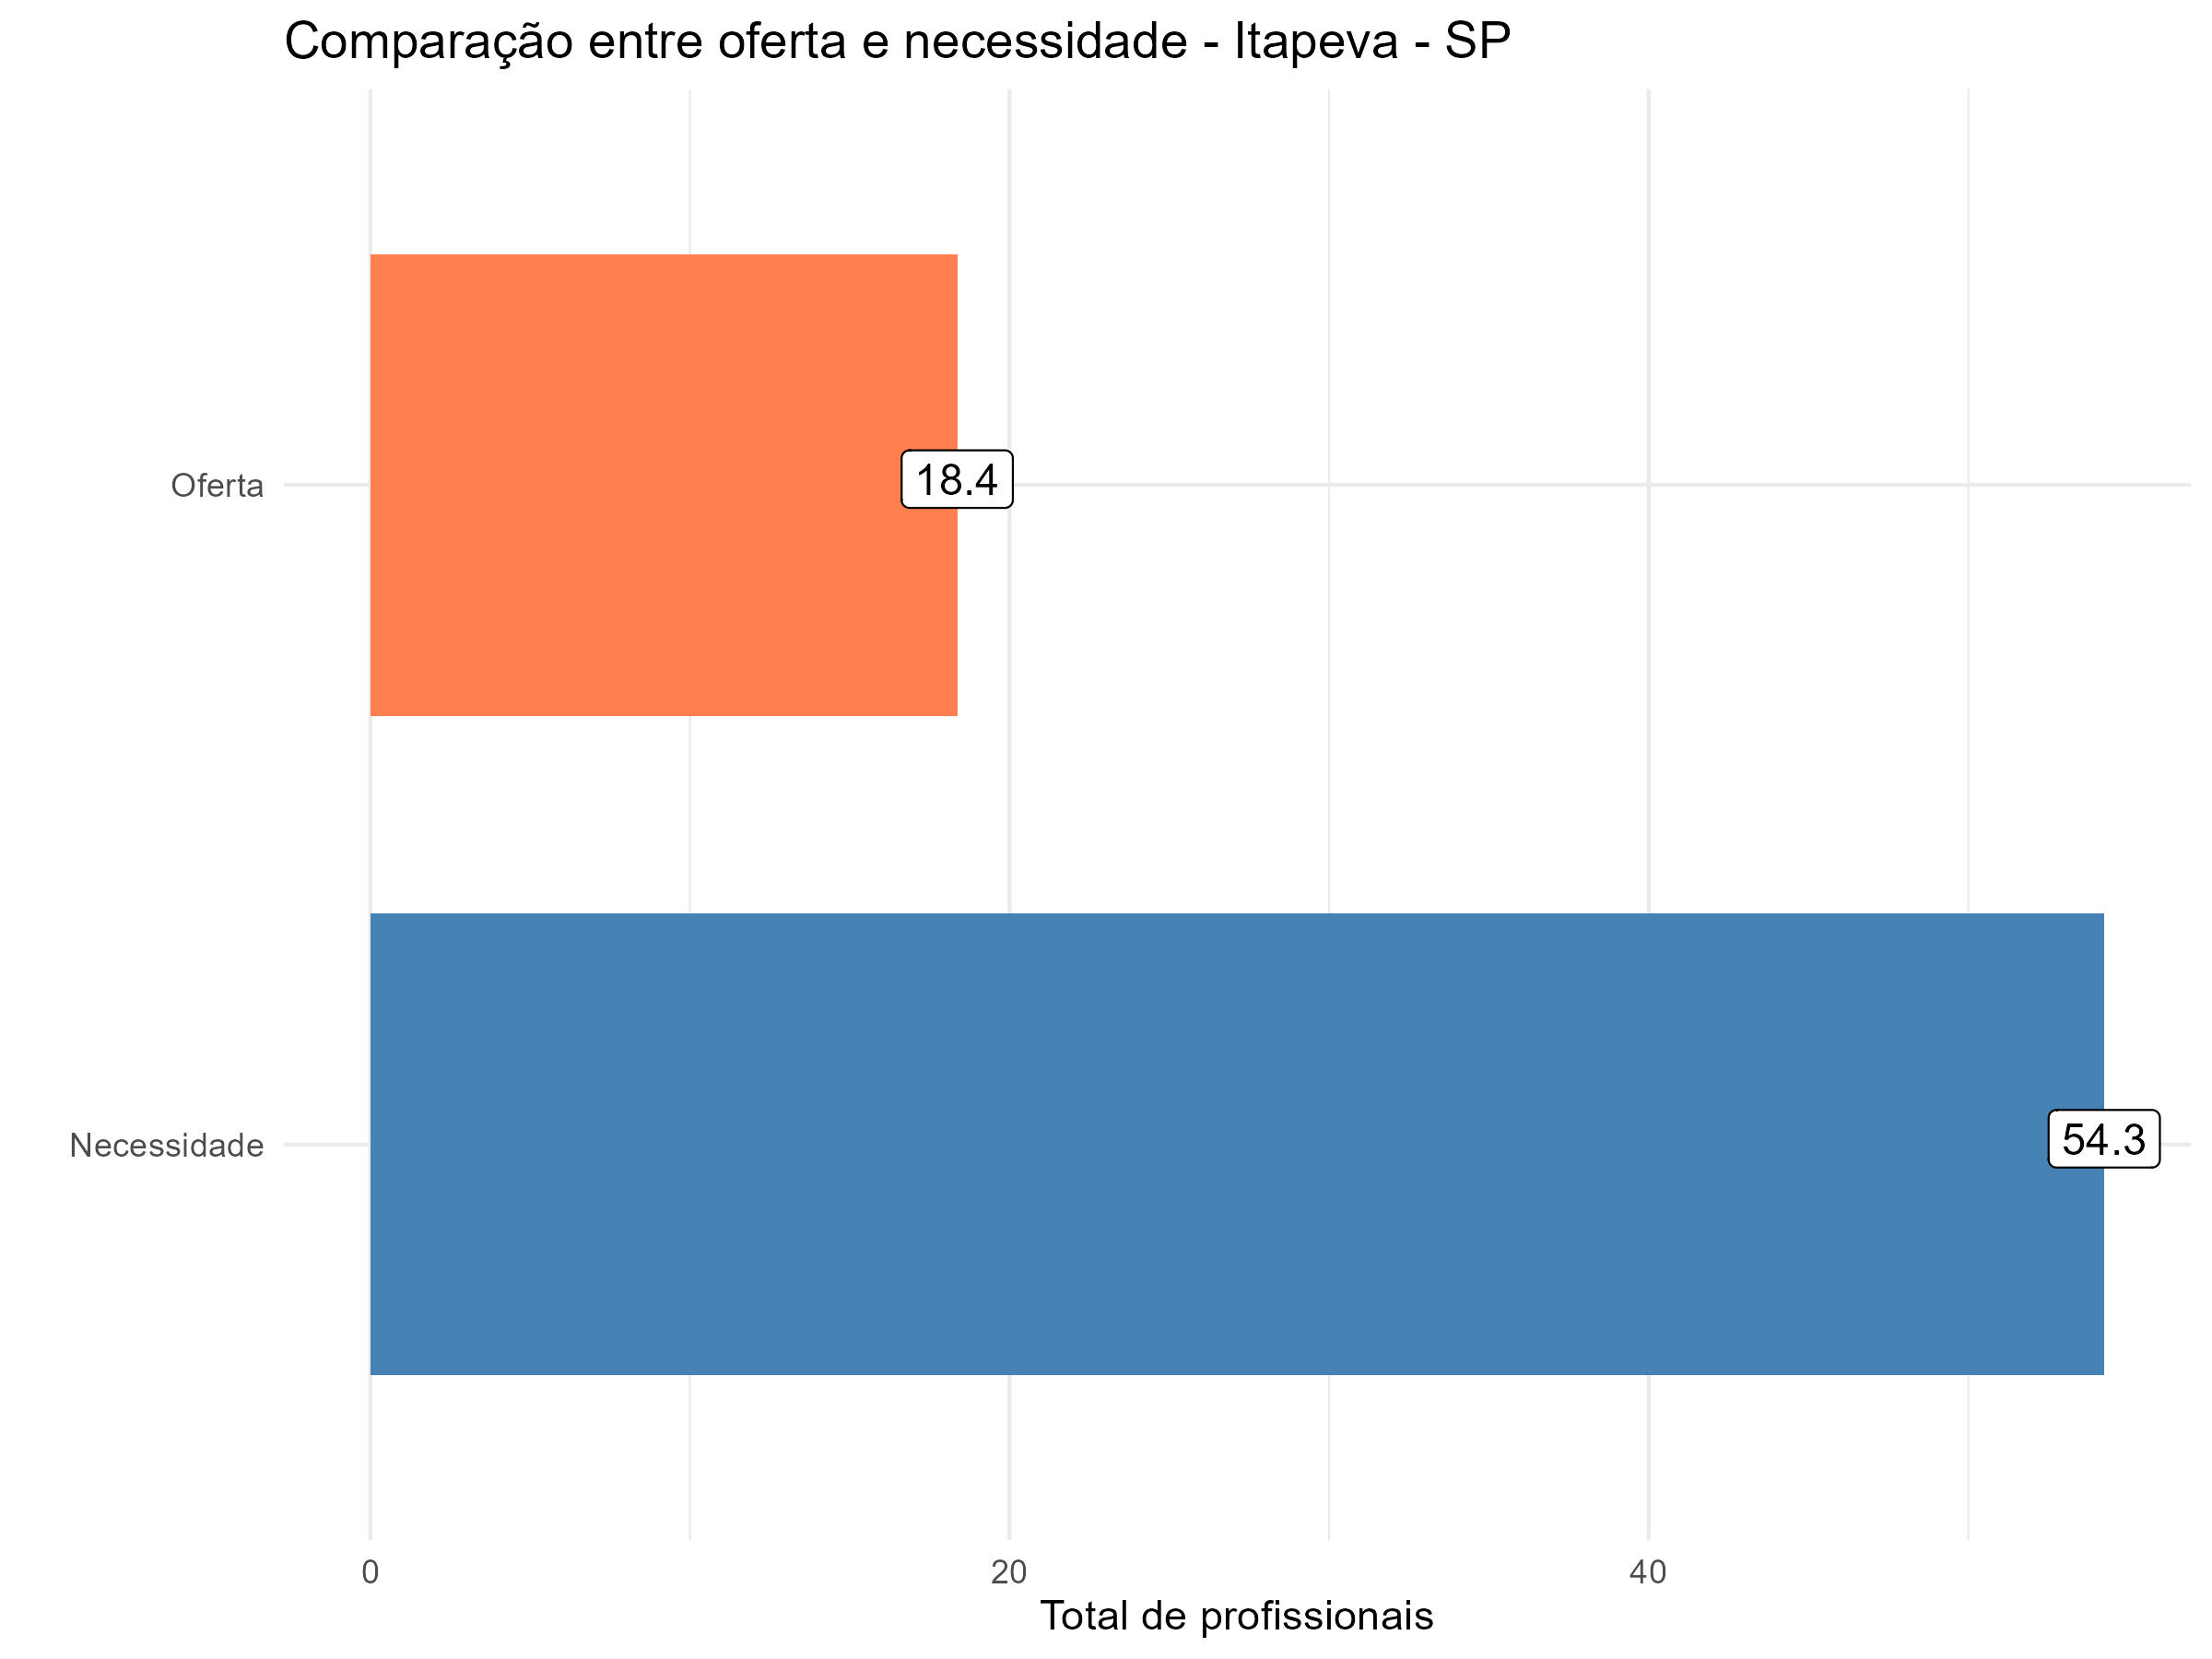 Comparação entre oferta e necessidade - Itapeva - SP
Oferta
18.4
Necessidade
54.3
0 20 40
Total de profissionais